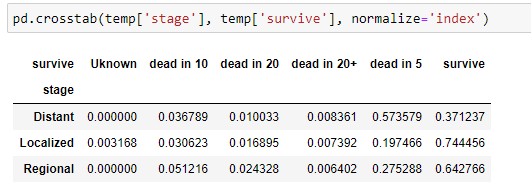 pd.crosstab(temp['stage'], temp['survive'], normalize='index')
survive Uknown dead in 10 dead in 20 dead in 20+ dead in 5 survive
stage
Distant 0.000000 0.036789 0.010033 0.008361 0.573579 0.371237
Localized 0.003168 0.030623 0.016895 0.007392 0.197466 0.744456
Regional 0.000000 0.051216 0.024328 0.006402 0.275288 0.642766